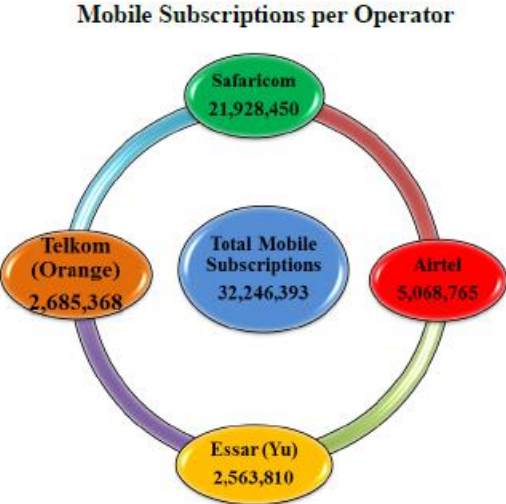 Mobile Subscriptions per Operator
Safaricom
21,928,450
Telkom
(Orange)
2,685,368
Total Mobile
Subscriptions
32,246,393
Airtel
5,068,765
Essar (Yu)
2,563,810